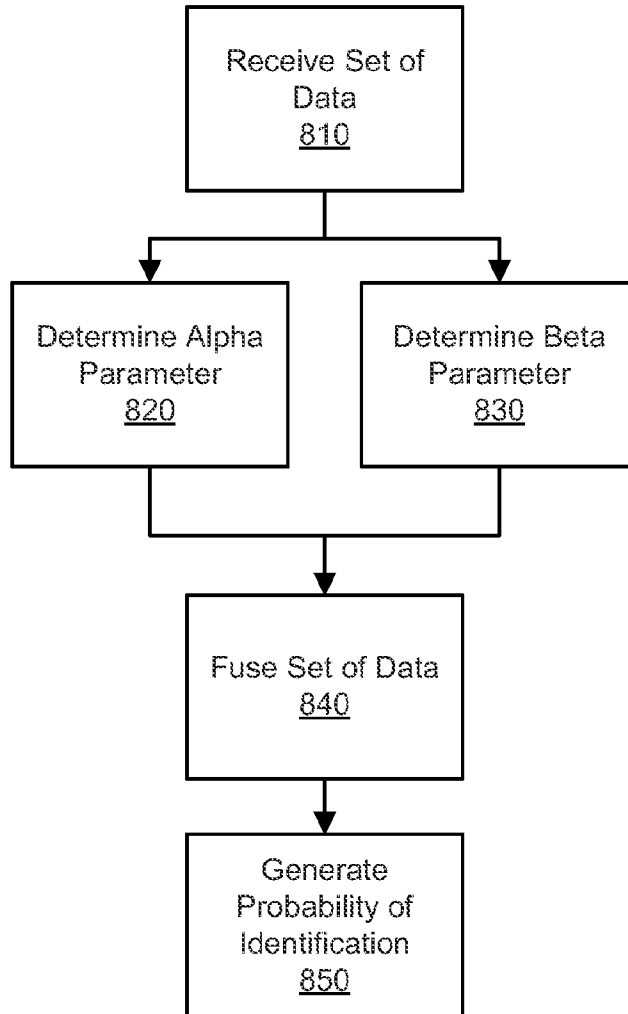 Receive Set of
Data
810
Determine Alpha
Parameter
820
Determine Beta
Parameter
830
Fuse Set of Data
840
Generate
Probability of
Identification
850